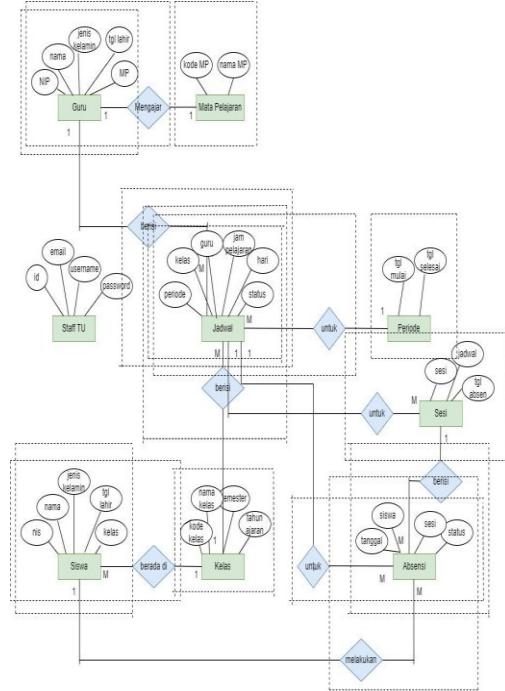 jenis
kelamin
tgl lahir
nama
NIP
MP
Guru
1
Mengajar
1
kode MP
nama MP
Mata Pelajaran
1
berisi
guru
jam
pelajaran
kelas
M
hari
periode
status
Jadwal
M
M
1
1
untuk
1
tgl
mulai
tgl
selesai
Periode
email
id
username
password
Staff TU
berisi
untuk
M
sesi
jadwal
tgl
absen
Sesi
1
berisi
jenis
kelamin
tgl
lahir
nama
nis
kelas
Siswa
M
1
berada di
1
nama
kelas
semester
kode
kelas
1
tahun
ajaran
Kelas
untuk
M
siswa
sesi
tanggal
M
status
Absensi
M
melakukan